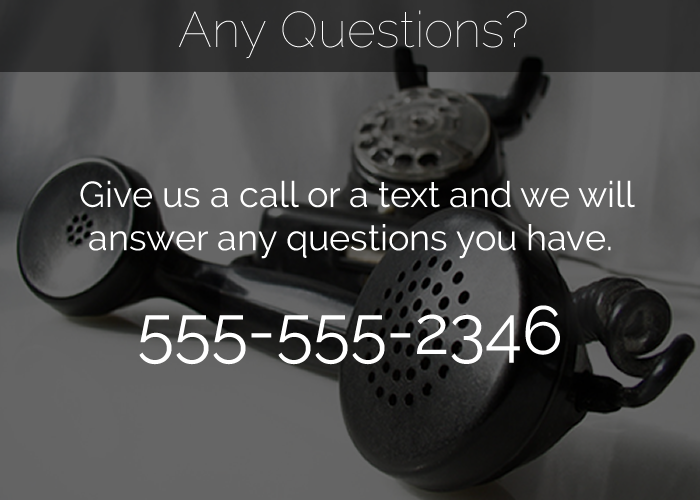 Any Questions?
Give us a call or a text and we will
answer any questions you have.
555-555-2346